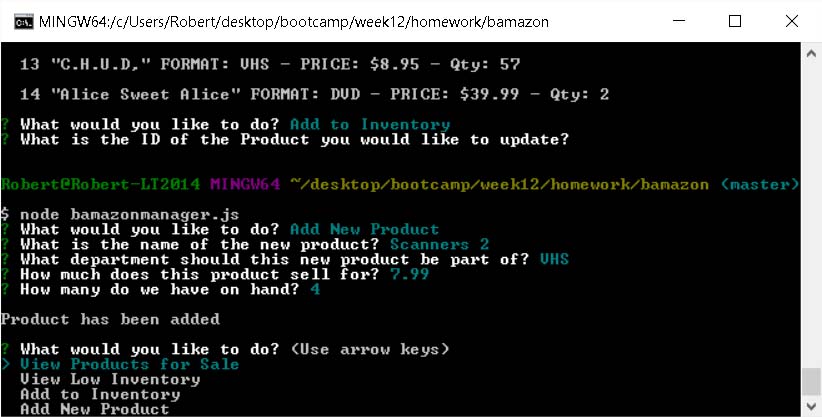 MINGW64:/c/Users/Robert/desktop/bootcamp/week12/homework/bamazon
13 "C.H.U.D," FORMAT: VHS - PRICE: $8.95 - Qty: 57
14 "Alice Sweet Alice" FORMAT: DVD - PRICE: $39.99 - Qty: 2
? What would you like to do? Add to Inventory
? What is the ID of the Product you would like to update?
Robert@Robert-LT2014 MINGW64 ~/desktop/bootcamp/week12/homework/bamazon (master)
$ node bamazonmanager.js
? What would you like to do? Add New Product
? What is the name of the new product? Scanners 2
? What department should this new product be part of? VHS
? How much does this product sell for? 7.99
? How many do we have on hand? 4
Product has been added
? What would you like to do? (Use arrow keys)
> View Products for Sale
View Low Inventory
Add to Inventory
Add New Product